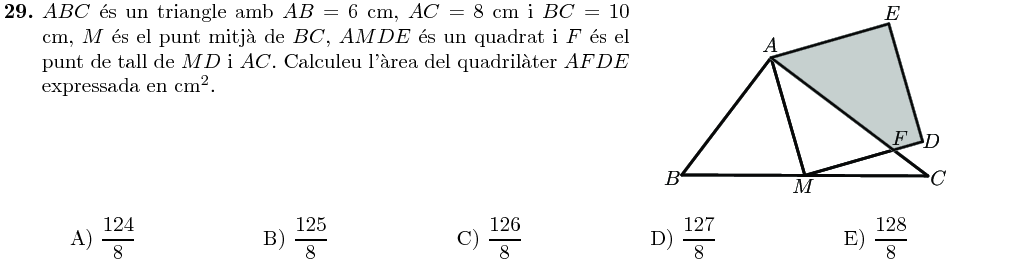 29. ABC és un triangle amb AB = 6 cm, AC = 8 cm i BC = 10
cm, M és el punt mitjà de BC, AMDE és un quadrat i F és el
punt de tall de MD i AC. Calculeu l'àrea del quadrilàter AFDE
expressada en cm².
E
A
F
D
B
M
C
A) 124/8 B) 125/8 C) 126/8 D) 127/8 E) 128/8